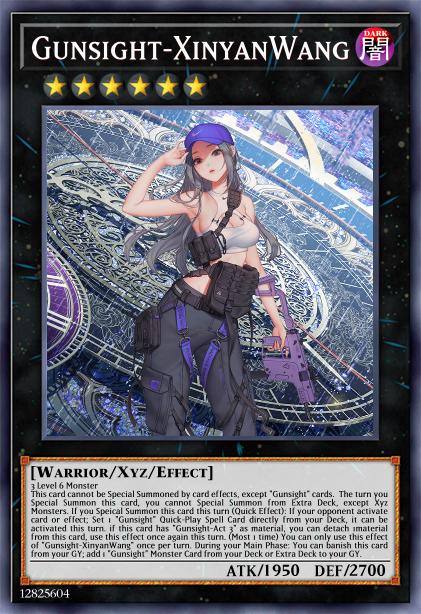 Gunsight-XinyanWang
DARK
闇
[Warrior/Xyz/Effect]
3 Level 6 Monster
This card cannot be Special Summoned by card effects, except "Gunsight" cards. The turn you
Special Summon this card, you cannot Special Summon from Extra Deck, except Xyz
Monsters. If you Speical Summon this card this turn (Quick Effect): If your opponent activate
card or effect; Set 1 "Gunsight" Quick-Play Spell Card directly from your Deck, it can be
activated this turn. if this card has "Gunsight-Act 3" as material, you can detach 1material
from this card, use this effect once again this turn. (Most 1 time) You can only use this effect
of "Gunsight-XinyanWang" once per turn. During your Main Phase: You can banish this card
from your GY; add 1 "Gunsight" Monster Card from your Deck or Extra Deck to your GY.
ATK/1950 DEF/2700
12825604